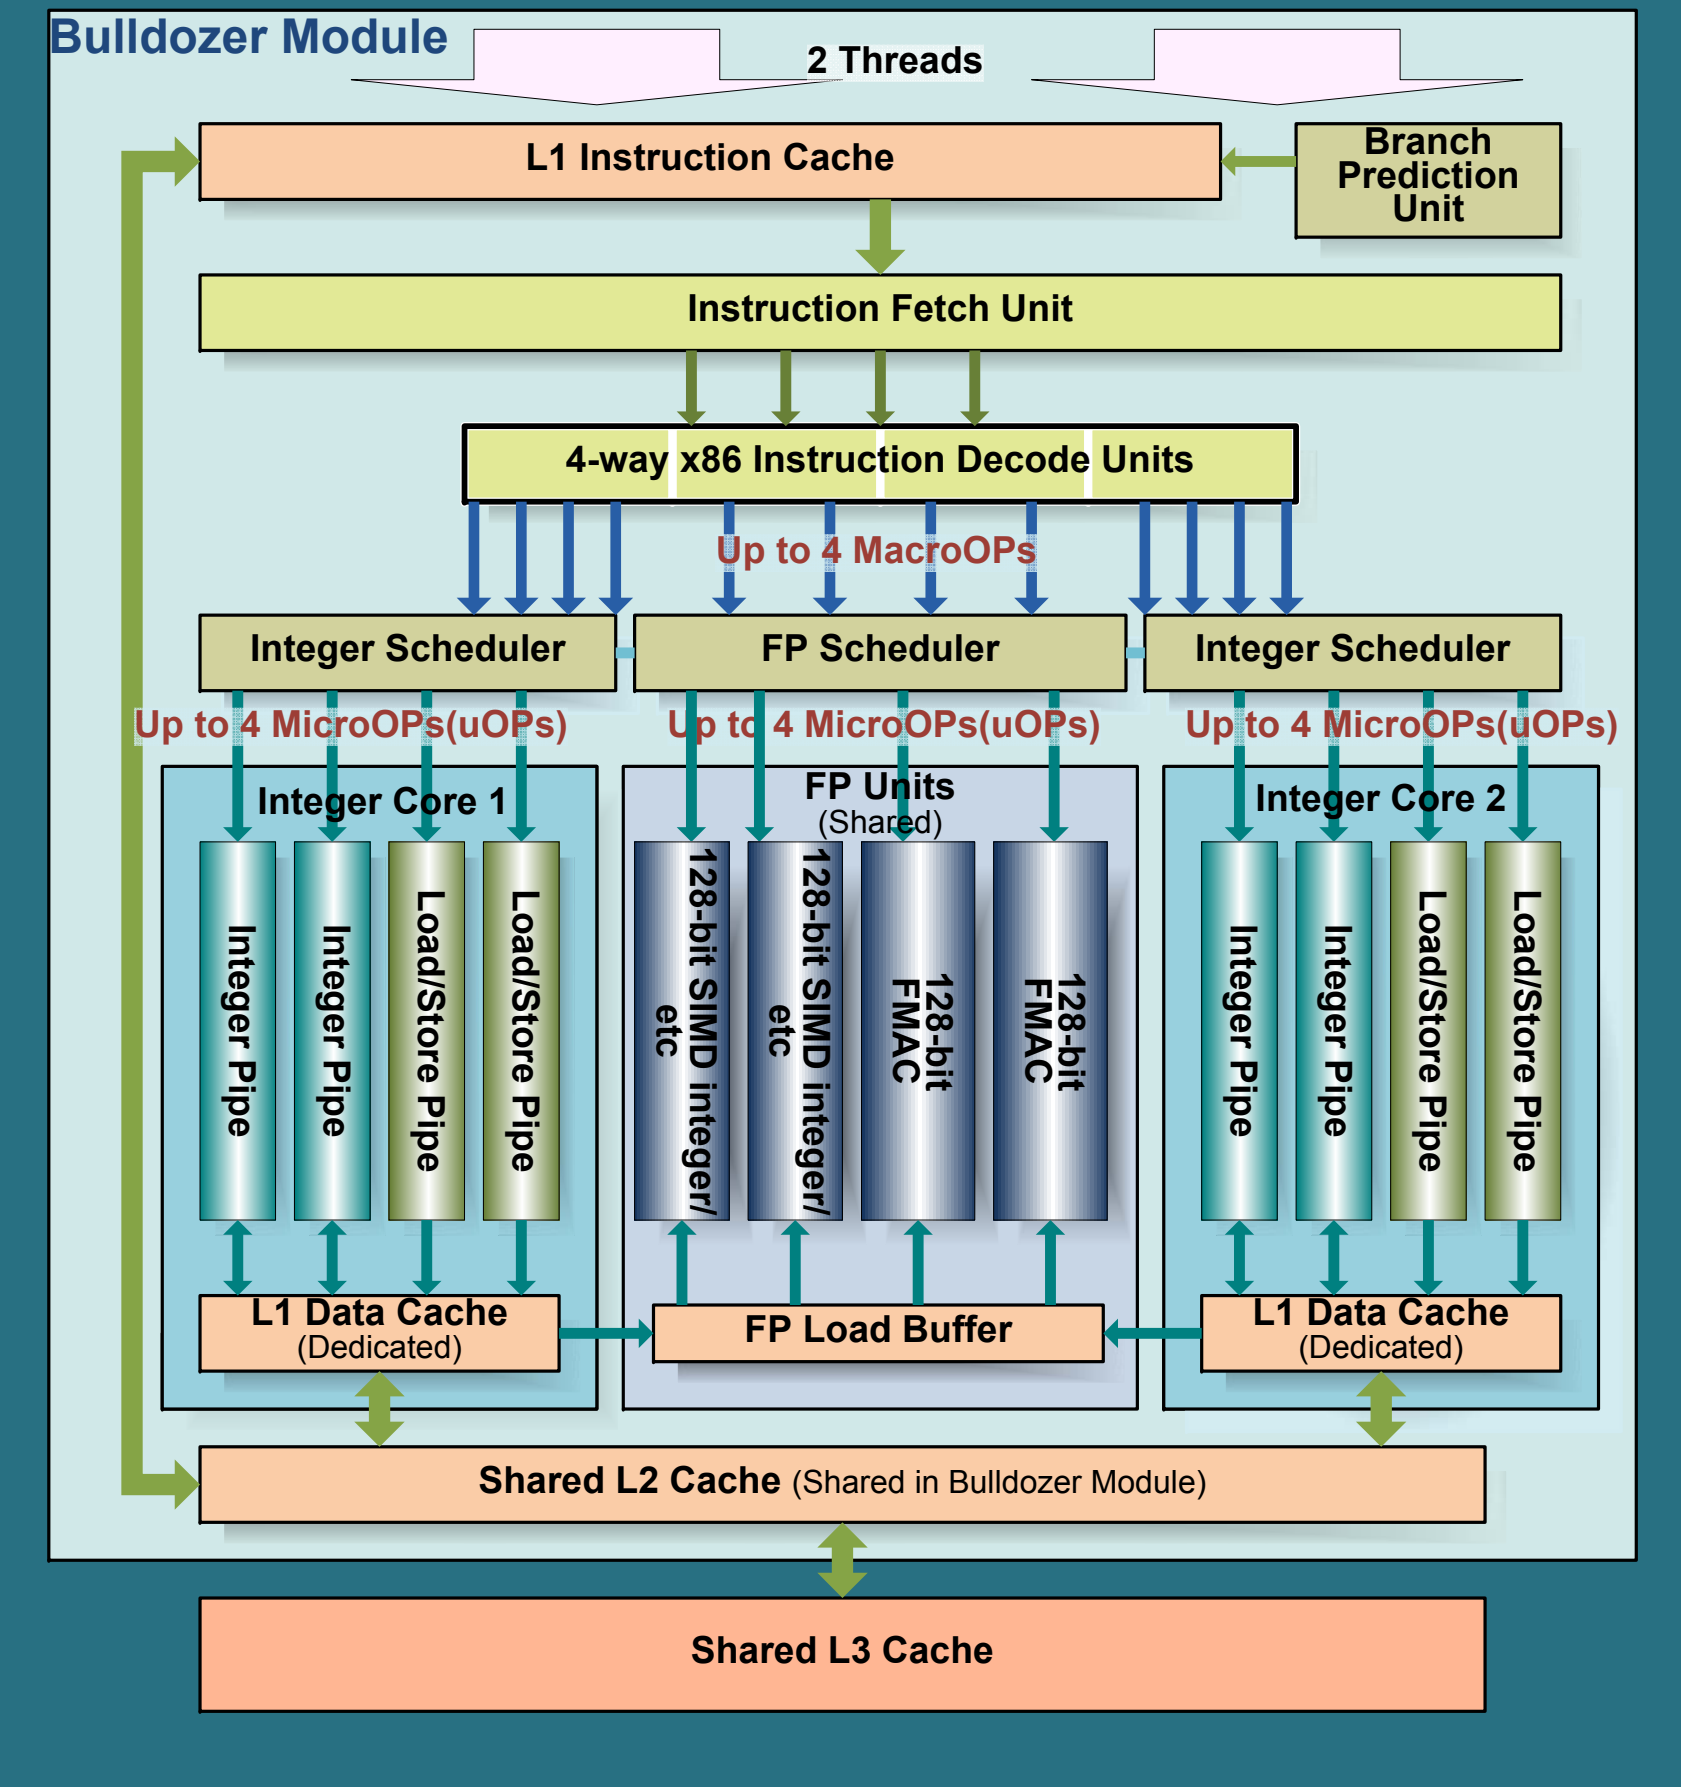 Bulldozer Module
2 Threads
L1 Instruction Cache
Branch
Prediction
Unit
Instruction Fetch Unit
4-way x86 Instruction Decode Units
Up to 4 MacroOPs
Integer Scheduler
FP Scheduler
Integer Scheduler
Up to 4 MicroOPs(uOPs)
Up to 4 MicroOPs(uOPs)
Up to 4 MicroOPs(uOPs)
Integer Core 1
FP Units
(Shared)
Integer Core 2
Integer Pipe
Integer Pipe
Load/Store Pipe
Load/Store Pipe
128-bit SIMD integer/
etc
128-bit SIMD integer/
etc
128-bit
FMAC
128-bit
FMAC
Integer Pipe
Integer Pipe
Load/Store Pipe
Load/Store Pipe
L1 Data Cache
(Dedicated)
FP Load Buffer
L1 Data Cache
(Dedicated)
Shared L2 Cache (Shared in Bulldozer Module)
Shared L3 Cache